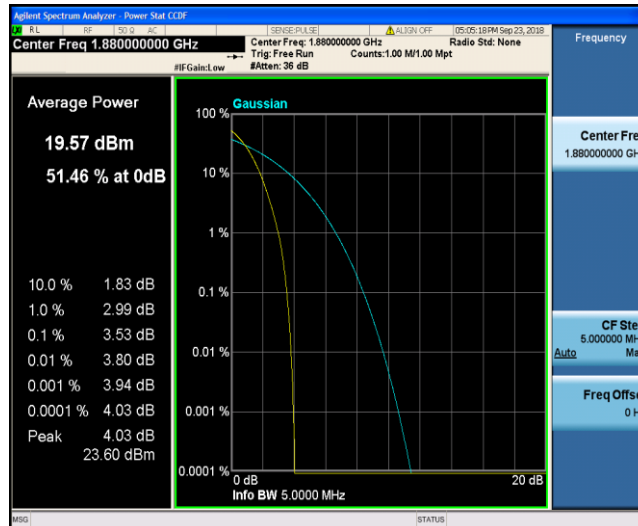 Agilent Spectrum Analyzer - Power Stat CCDF
RL RF 50 Ω AC SENSE:PULSE ALIGN OFF 05:05:18 PM Sep 23, 2018
Center Freq 1.880000000 GHz
Center Freq: 1.880000000 GHz Radio Std: None
Trig: Free Run Counts:1.00 M/1.00 Mpt
#IFGain:Low #Atten: 36 dB
Frequency
Average Power
19.57 dBm
51.46 % at 0dB
10.0 % 1.83 dB
1.0 % 2.99 dB
0.1 % 3.53 dB
0.01 % 3.80 dB
0.001 % 3.94 dB
0.0001 % 4.03 dB
Peak 4.03 dB
23.60 dBm
Gaussian
100 %
10 %
1 %
0.1 %
0.01 %
0.001 %
0.0001 %
0 dB 20 dB
Info BW 5.0000 MHz
Center Fre
1.880000000 GH
CF Ste
5.000000 MH
Auto Ma
Freq Offs
0 H
MSG STATUS